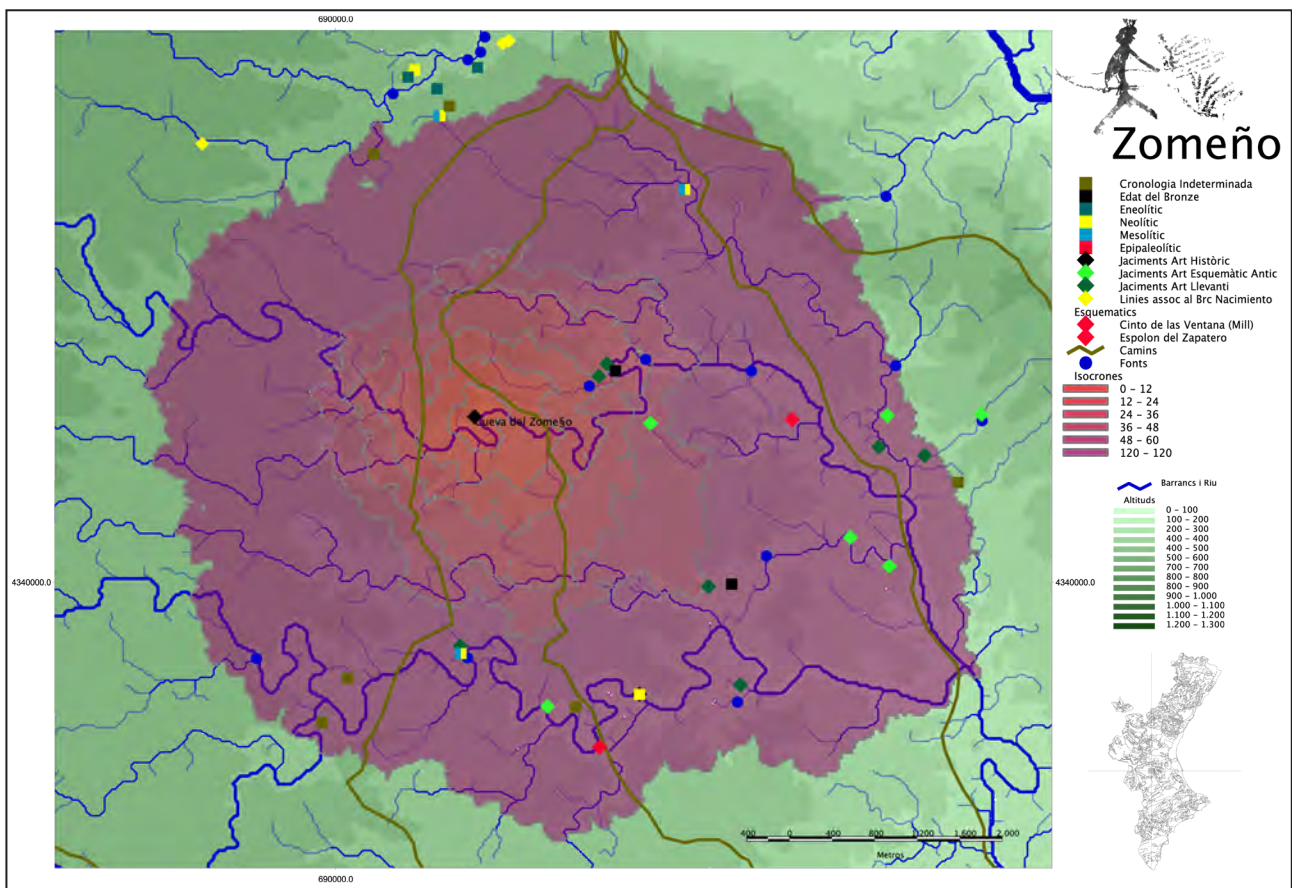 690000.0
Zomeño
Cronologia Indeterminada
Edat del Bronze
Eneolític
Neolític
Mesolític
Epipaleolític
Jaciments Art Històric
Jaciments Art Esquemàtic Antic
Jaciments Art Llevantí
Linies assoc al Brc Nacimiento
Esquematics
Cinto de las Ventana (Mill)
Espolon del Zapatero
Camins
Fonts
Isocrones
0 – 12
12 – 24
24 – 36
36 – 48
48 – 60
120 – 120
Cueva del Zome§o
Barrancs i Riu
Altituds
0 – 100
100 – 200
200 – 300
400 – 400
400 – 500
500 – 600
700 – 700
800 – 800
800 – 900
900 – 1.000
1.000 – 1.100
1.100 – 1.200
1.200 – 1.300
4340000.0
4340000.0
400 0 400 800 1.200 1.600 2.000
Metros
690000.0